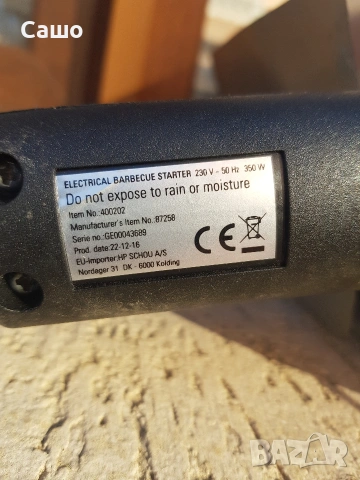 Сашо
ELECTRICAL BARBECUE STARTER 230 V - 50 Hz 350 W
Do not expose to rain or moisture
Item No.:400202
Manufacturer's Item No.:87258
Serie no.:GE00043689
Prod. date:22-12-16
EU-importer:HP SCHOU A/S
Nordager 31 DK - 6000 Kolding
CE
BAZAR